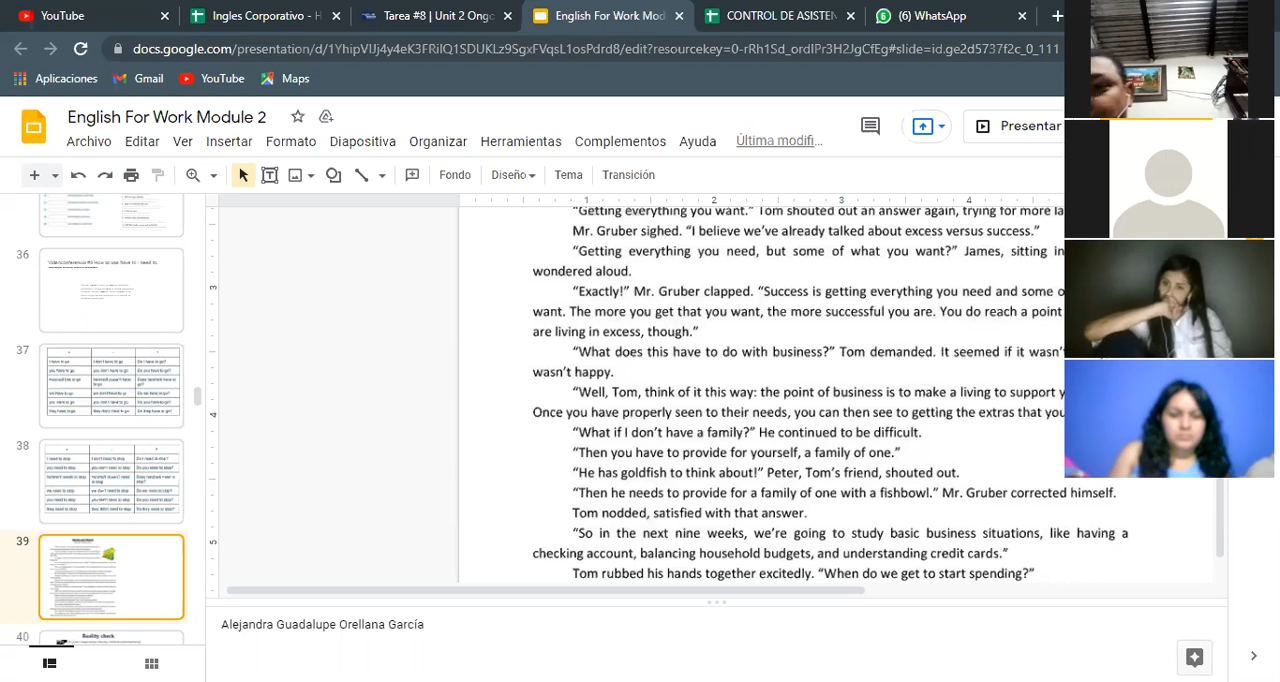 YouTube
Ingles Corporativo - H
Tarea #8 | Unit 2 Ongo
English For Work Mod
CONTROL DE ASISTEN
(6) WhatsApp
docs.google.com/presentation/d/1YhipVlJj4y4eK3FRilQ1SDUKLz9SgxFVqsL1osPdrd8/edit?resourcekey=0-rRh1Sd_ordIPr3H2JgCfEg#slide=id.ge2d5737f2c_0_111
Aplicaciones
Gmail
YouTube
Maps
English For Work Module 2
Archivo
Editar
Ver
Insertar
Formato
Diapositiva
Organizar
Herramientas
Complementos
Ayuda
Última modifi...
Presentar
Fondo
Diseño
Tema
Transición
1 2 3 4
36
37
38
39
40
Reality check
3
4
5
"Getting everything you want." Tom shouted out an answer again, trying for more la
Mr. Gruber sighed. "I believe we've already talked about excess versus success."
"Getting everything you need, but some of what you want?" James, sitting in
wondered aloud.
"Exactly!" Mr. Gruber clapped. "Success is getting everything you need and some o
want. The more you get that you want, the more successful you are. You do reach a point
are living in excess, though."
"What does this have to do with business?" Tom demanded. It seemed if it wasn'
wasn't happy.
"Well, Tom, think of it this way: the point of business is to make a living to support y
Once you have properly seen to their needs, you can then see to getting the extras that you
"What if I don't have a family?" He continued to be difficult.
"Then you have to provide for yourself, a family of one."
"He has goldfish to think about!" Peter, Tom's friend, shouted out.
"Then he needs to provide for a family of one with a fishbowl." Mr. Gruber corrected himself.
Tom nodded, satisfied with that answer.
"So in the next nine weeks, we're going to study basic business situations, like having a
checking account, balancing household budgets, and understanding credit cards."
Tom rubbed his hands together excitedly. "When do we get to start spending?"
Alejandra Guadalupe Orellana García